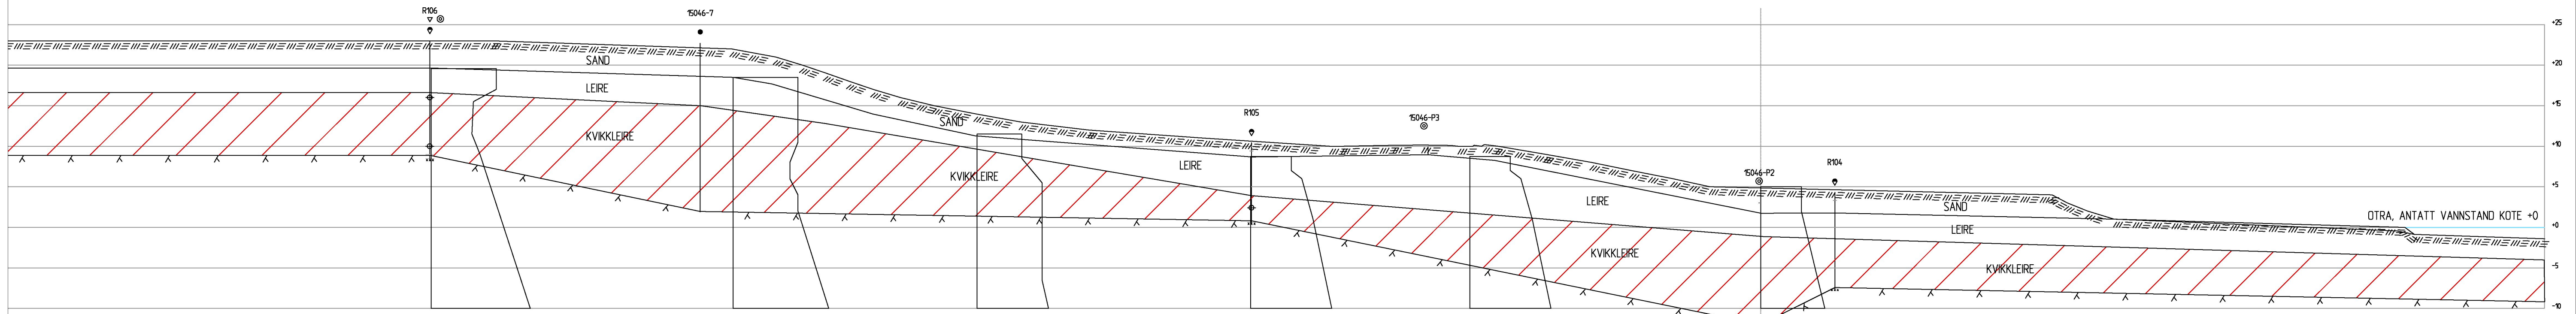 R106
15046-7
+25
SAND
+20
LEIRE
R105
15046-P3
+15
SAND
KVIKKLEIRE
+10
LEIRE
15046-P2
R104
KVIKKLEIRE
+5
LEIRE
SAND
OTRA, ANTATT VANNSTAND KOTE +0
+0
LEIRE
KVIKKLEIRE
KVIKKLEIRE
-5
-10